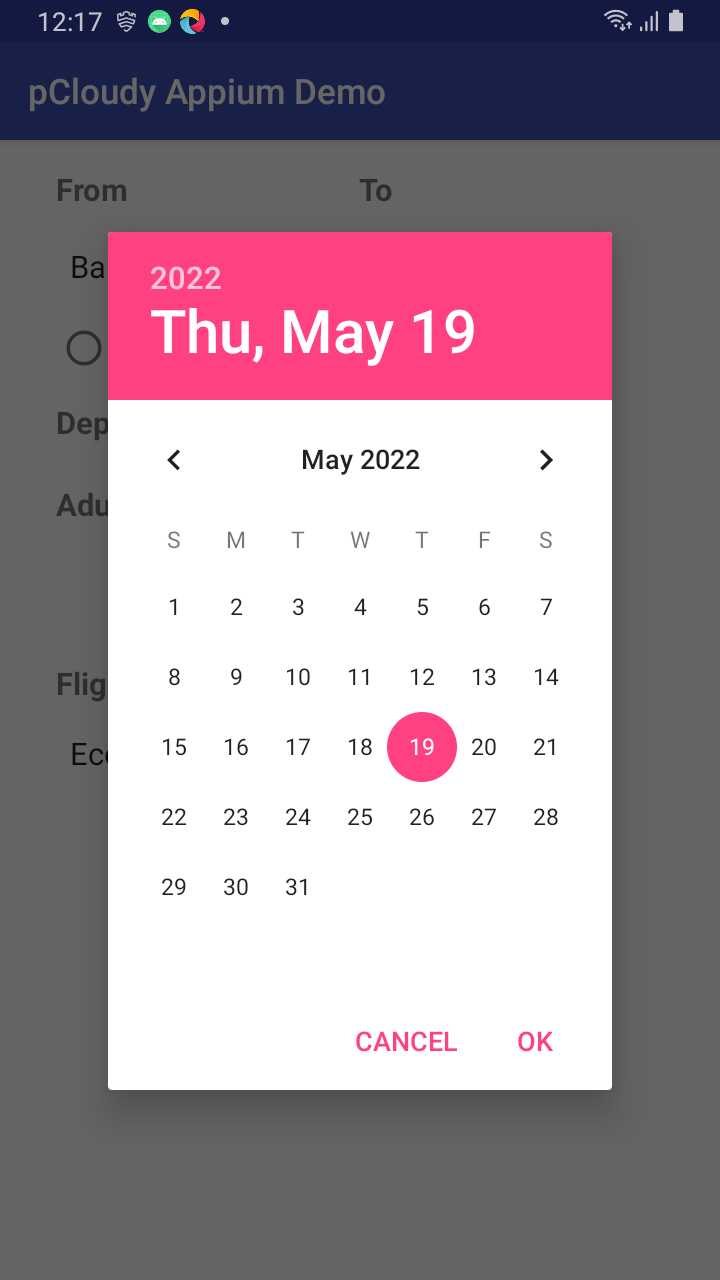 12:17
pCloudy Appium Demo
From To
Ba
2022
Thu, May 19
Dep
May 2022
Adu
S M T W T F S
1 2 3 4 5 6 7
8 9 10 11 12 13 14
Flig
15 16 17 18 19 20 21
Ecc
22 23 24 25 26 27 28
29 30 31
CANCEL OK